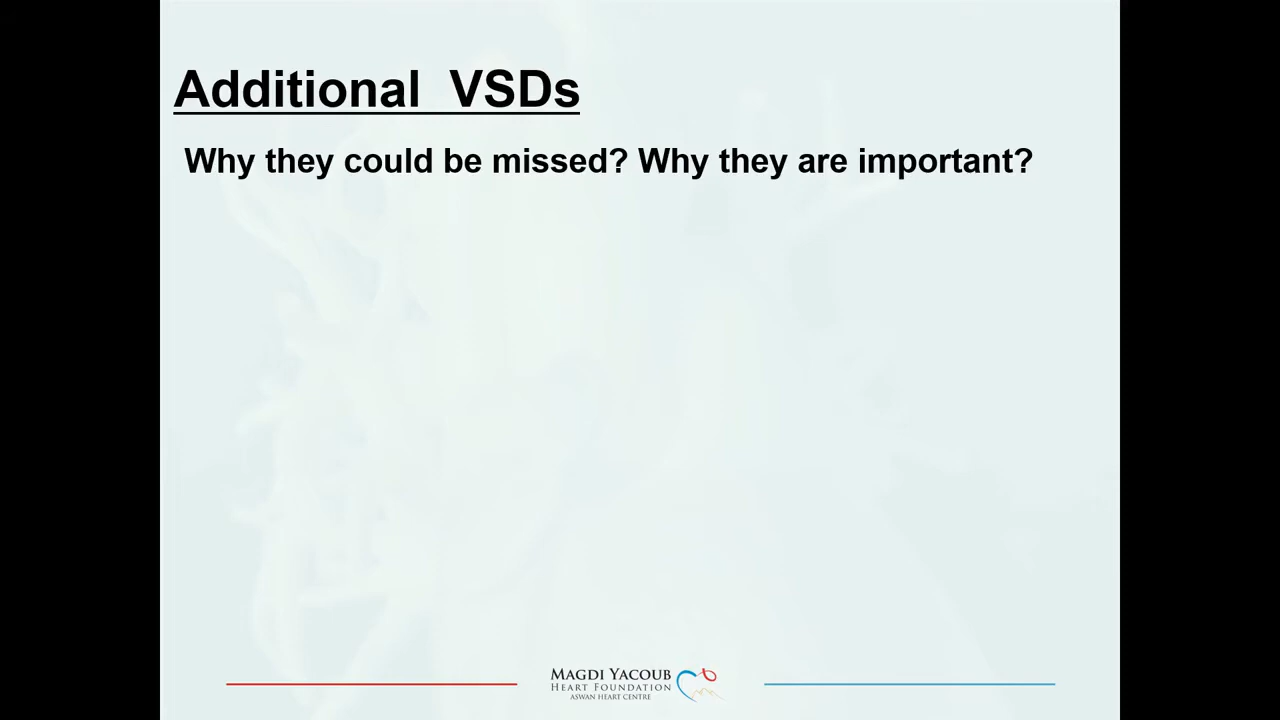 Additional VSDs
Why they could be missed? Why they are important?
MAGDI YACOUB
HEART FOUNDATION
ASWAN HEART CENTRE